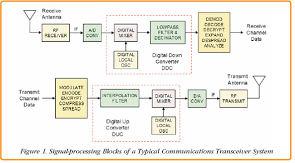 Receive
Antenna
RF
RECEIVER
A/D
CONV
DIGITAL
MIXER
LOWPASS
FILTER &
DECIMATOR
DEMOD
DECODE
DECRYPT
EXPAND
DESPREAD
ANALYZE
Receive
Channel
Data
DIGITAL
LOCAL
OSC
Digital Down
Converter
DDC
Transmit
Antenna
Transmit
Channel
Data
MODULATE
ENCODE
ENCRYPT
COMPRESS
SPREAD
INTERPOLATION
FILTER
DIGITAL
MIXER
D/A
CONV
RF
TRANSMIT
Digital Up
Converter
DUC
DIGITAL
LOCAL
OSC
Figure 1. Signal-processing Blocks of a Typical Communications Transceiver System